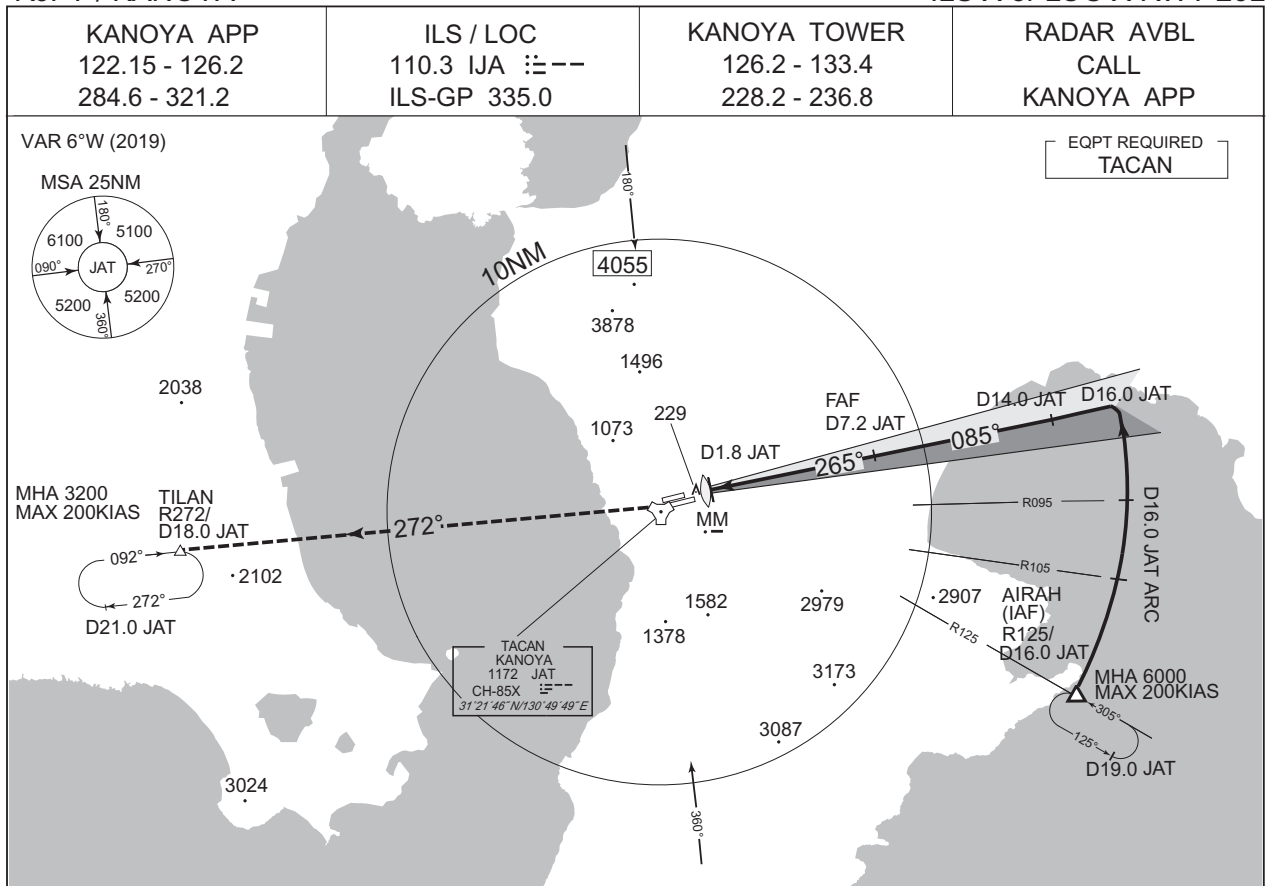 KANOYA APP
122.15 - 126.2
284.6 - 321.2
ILS / LOC
110.3 IJA
ILS-GP 335.0
KANOYA TOWER
126.2 - 133.4
228.2 - 236.8
RADAR AVBL
CALL
KANOYA APP
VAR 6°W (2019)
EQPT REQUIRED
TACAN
MSA 25NM
180°
6100
5100
090°
JAT
270°
5200
5200
360°
180°
10NM
4055
3878
1496
2038
229
1073
FAF
D7.2 JAT
D14.0 JAT
D16.0 JAT
D1.8 JAT
265°
085°
MHA 3200
MAX 200KIAS
TILAN
R272/
D18.0 JAT
A
MM
R095
D16.0 JAT ARC
272°
092°
272°
D21.0 JAT
2102
R105
1582
1378
2979
2907
AIRAH
(IAF)
R125/
D16.0 JAT
R125
TACAN
KANOYA
1172 JAT
CH-85X
31°21´46˝N/130°49´49˝E
3173
MHA 6000
MAX 200KIAS
305°
125°
D19.0 JAT
3087
3024
360°